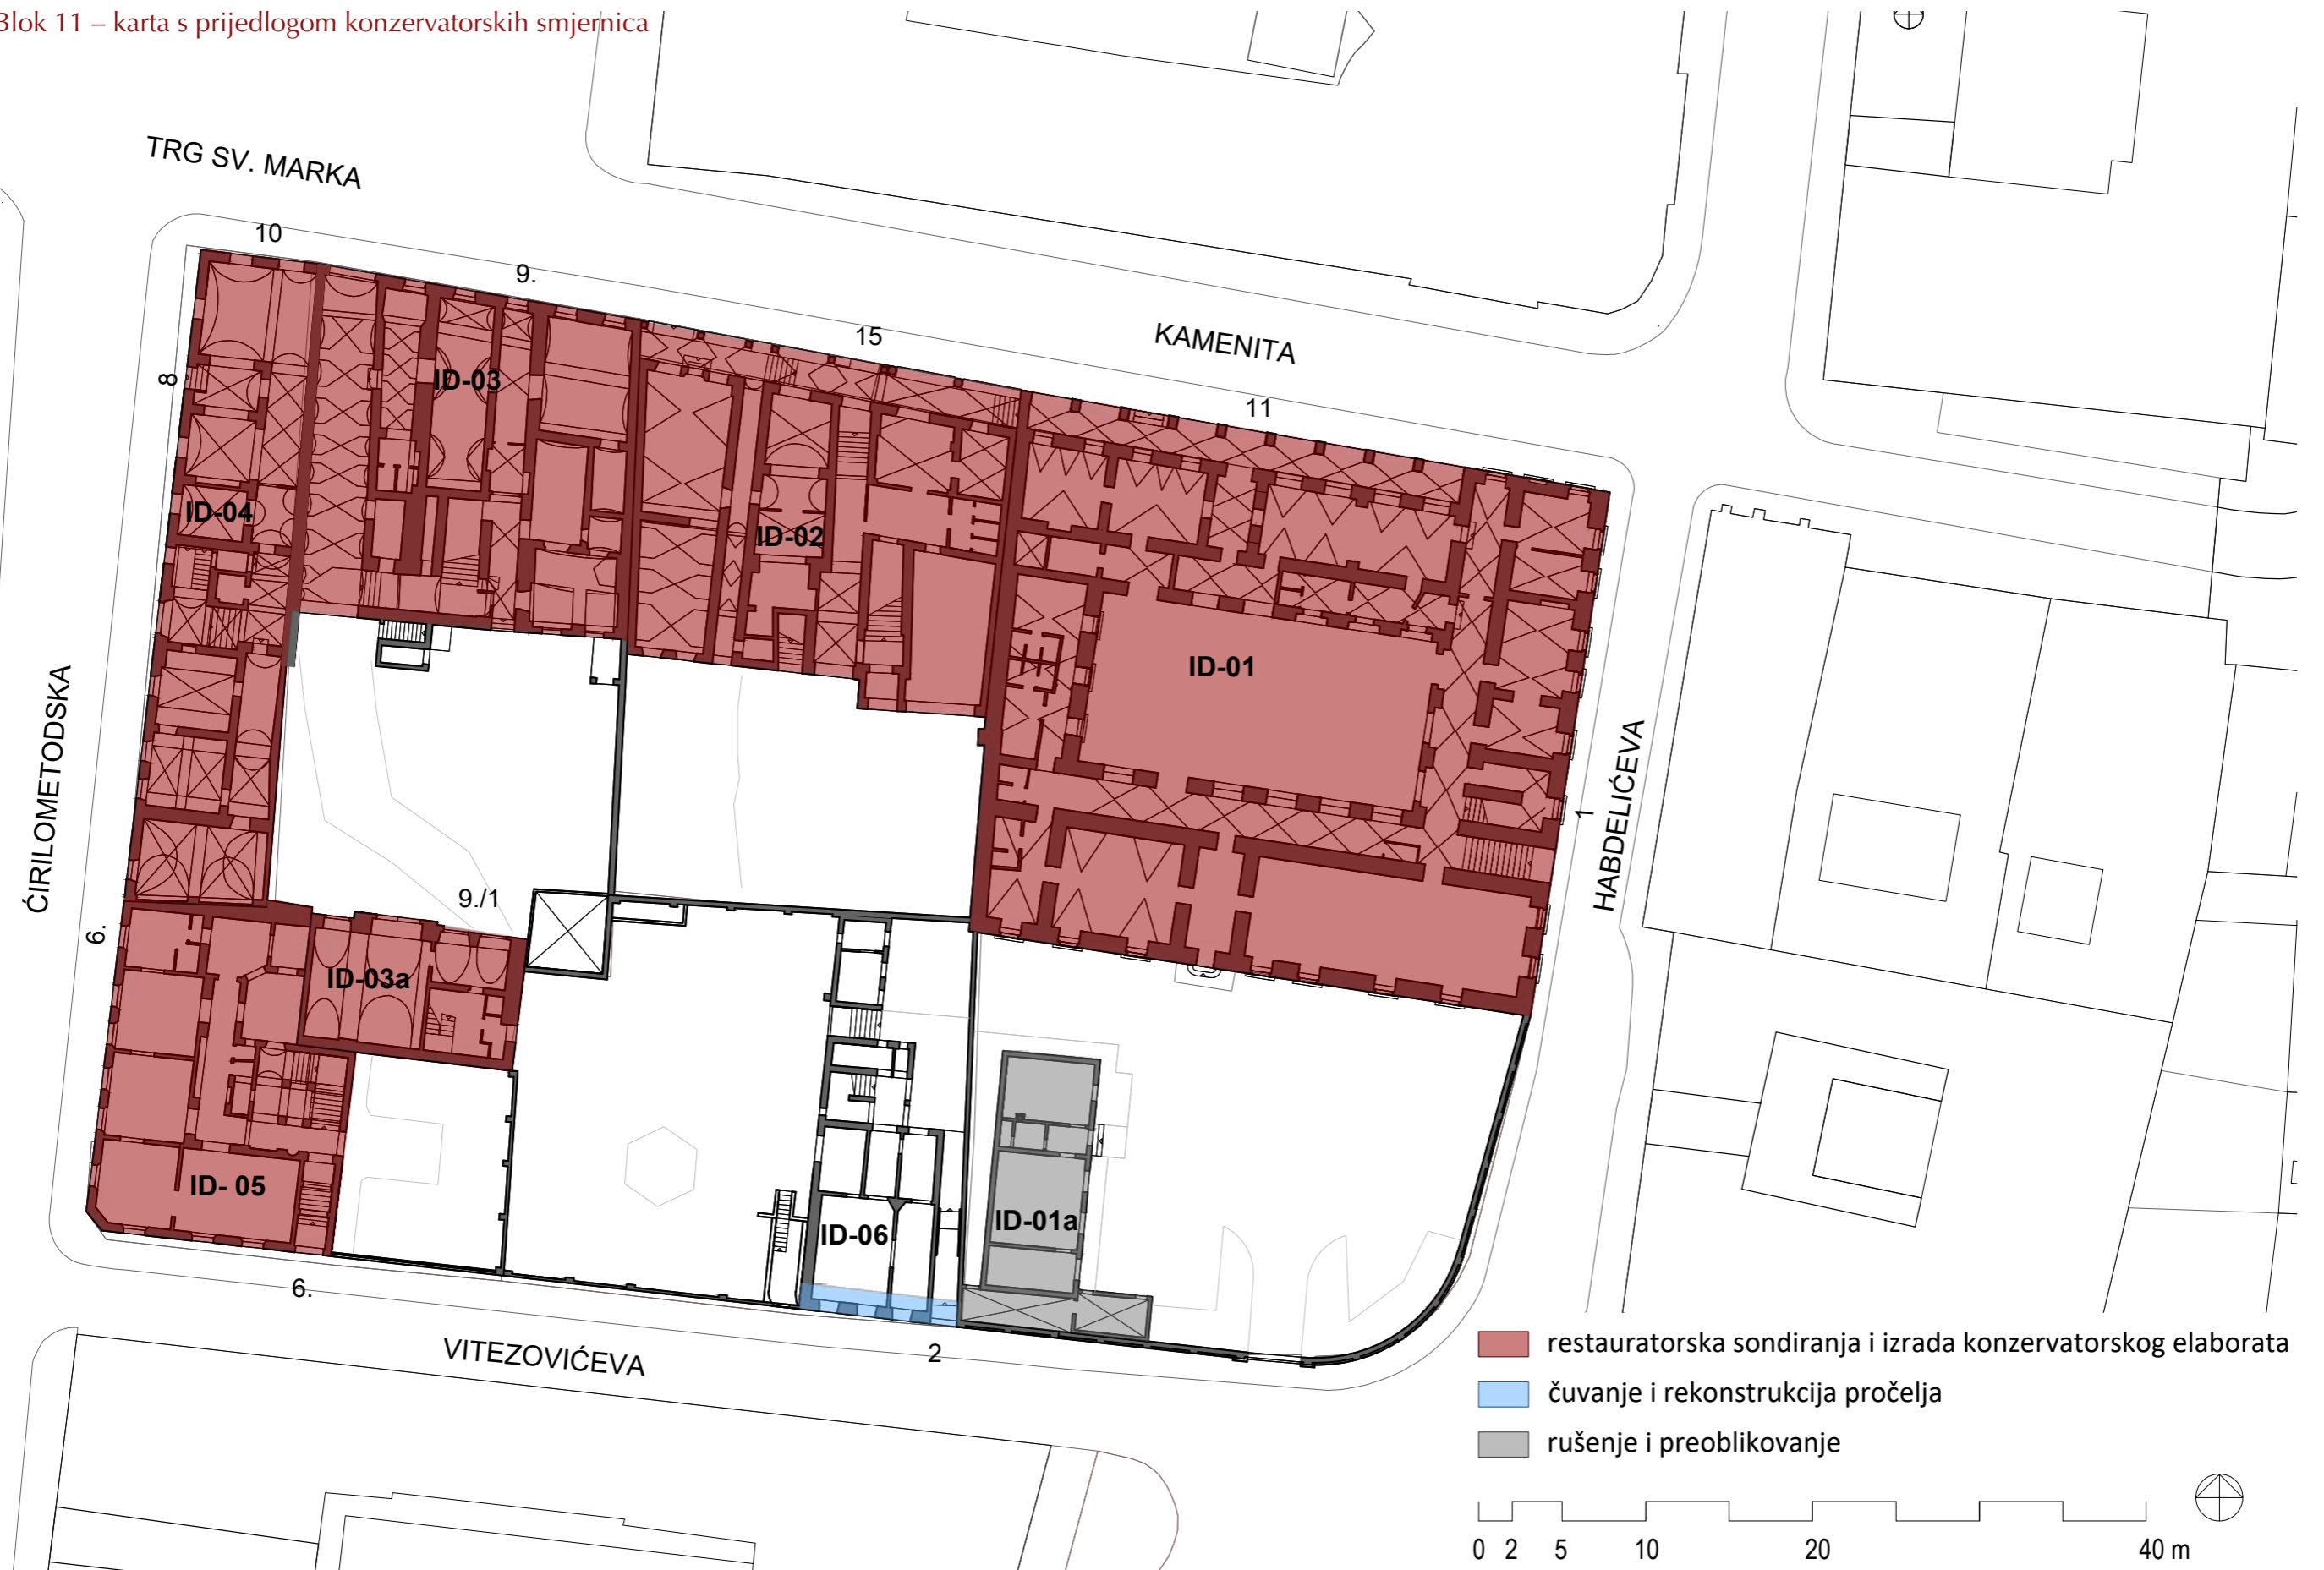 Blok 11 – karta s prijedlogom konzervatorskih smjernica
TRG SV. MARKA
10
9.
15
KAMENITA
11
8
ID-03
ID-04
ID-02
ID-01
ĆIRILOMETODSKA
HABDELIĆEVA
1
9./1
6.
ID-03a
ID- 05
ID-06
ID-01a
6.
VITEZOVIĆEVA
2
restauratorska sondiranja i izrada konzervatorskog elaborata
čuvanje i rekonstrukcija pročelja
rušenje i preoblikovanje
0 2 5 10 20 40 m